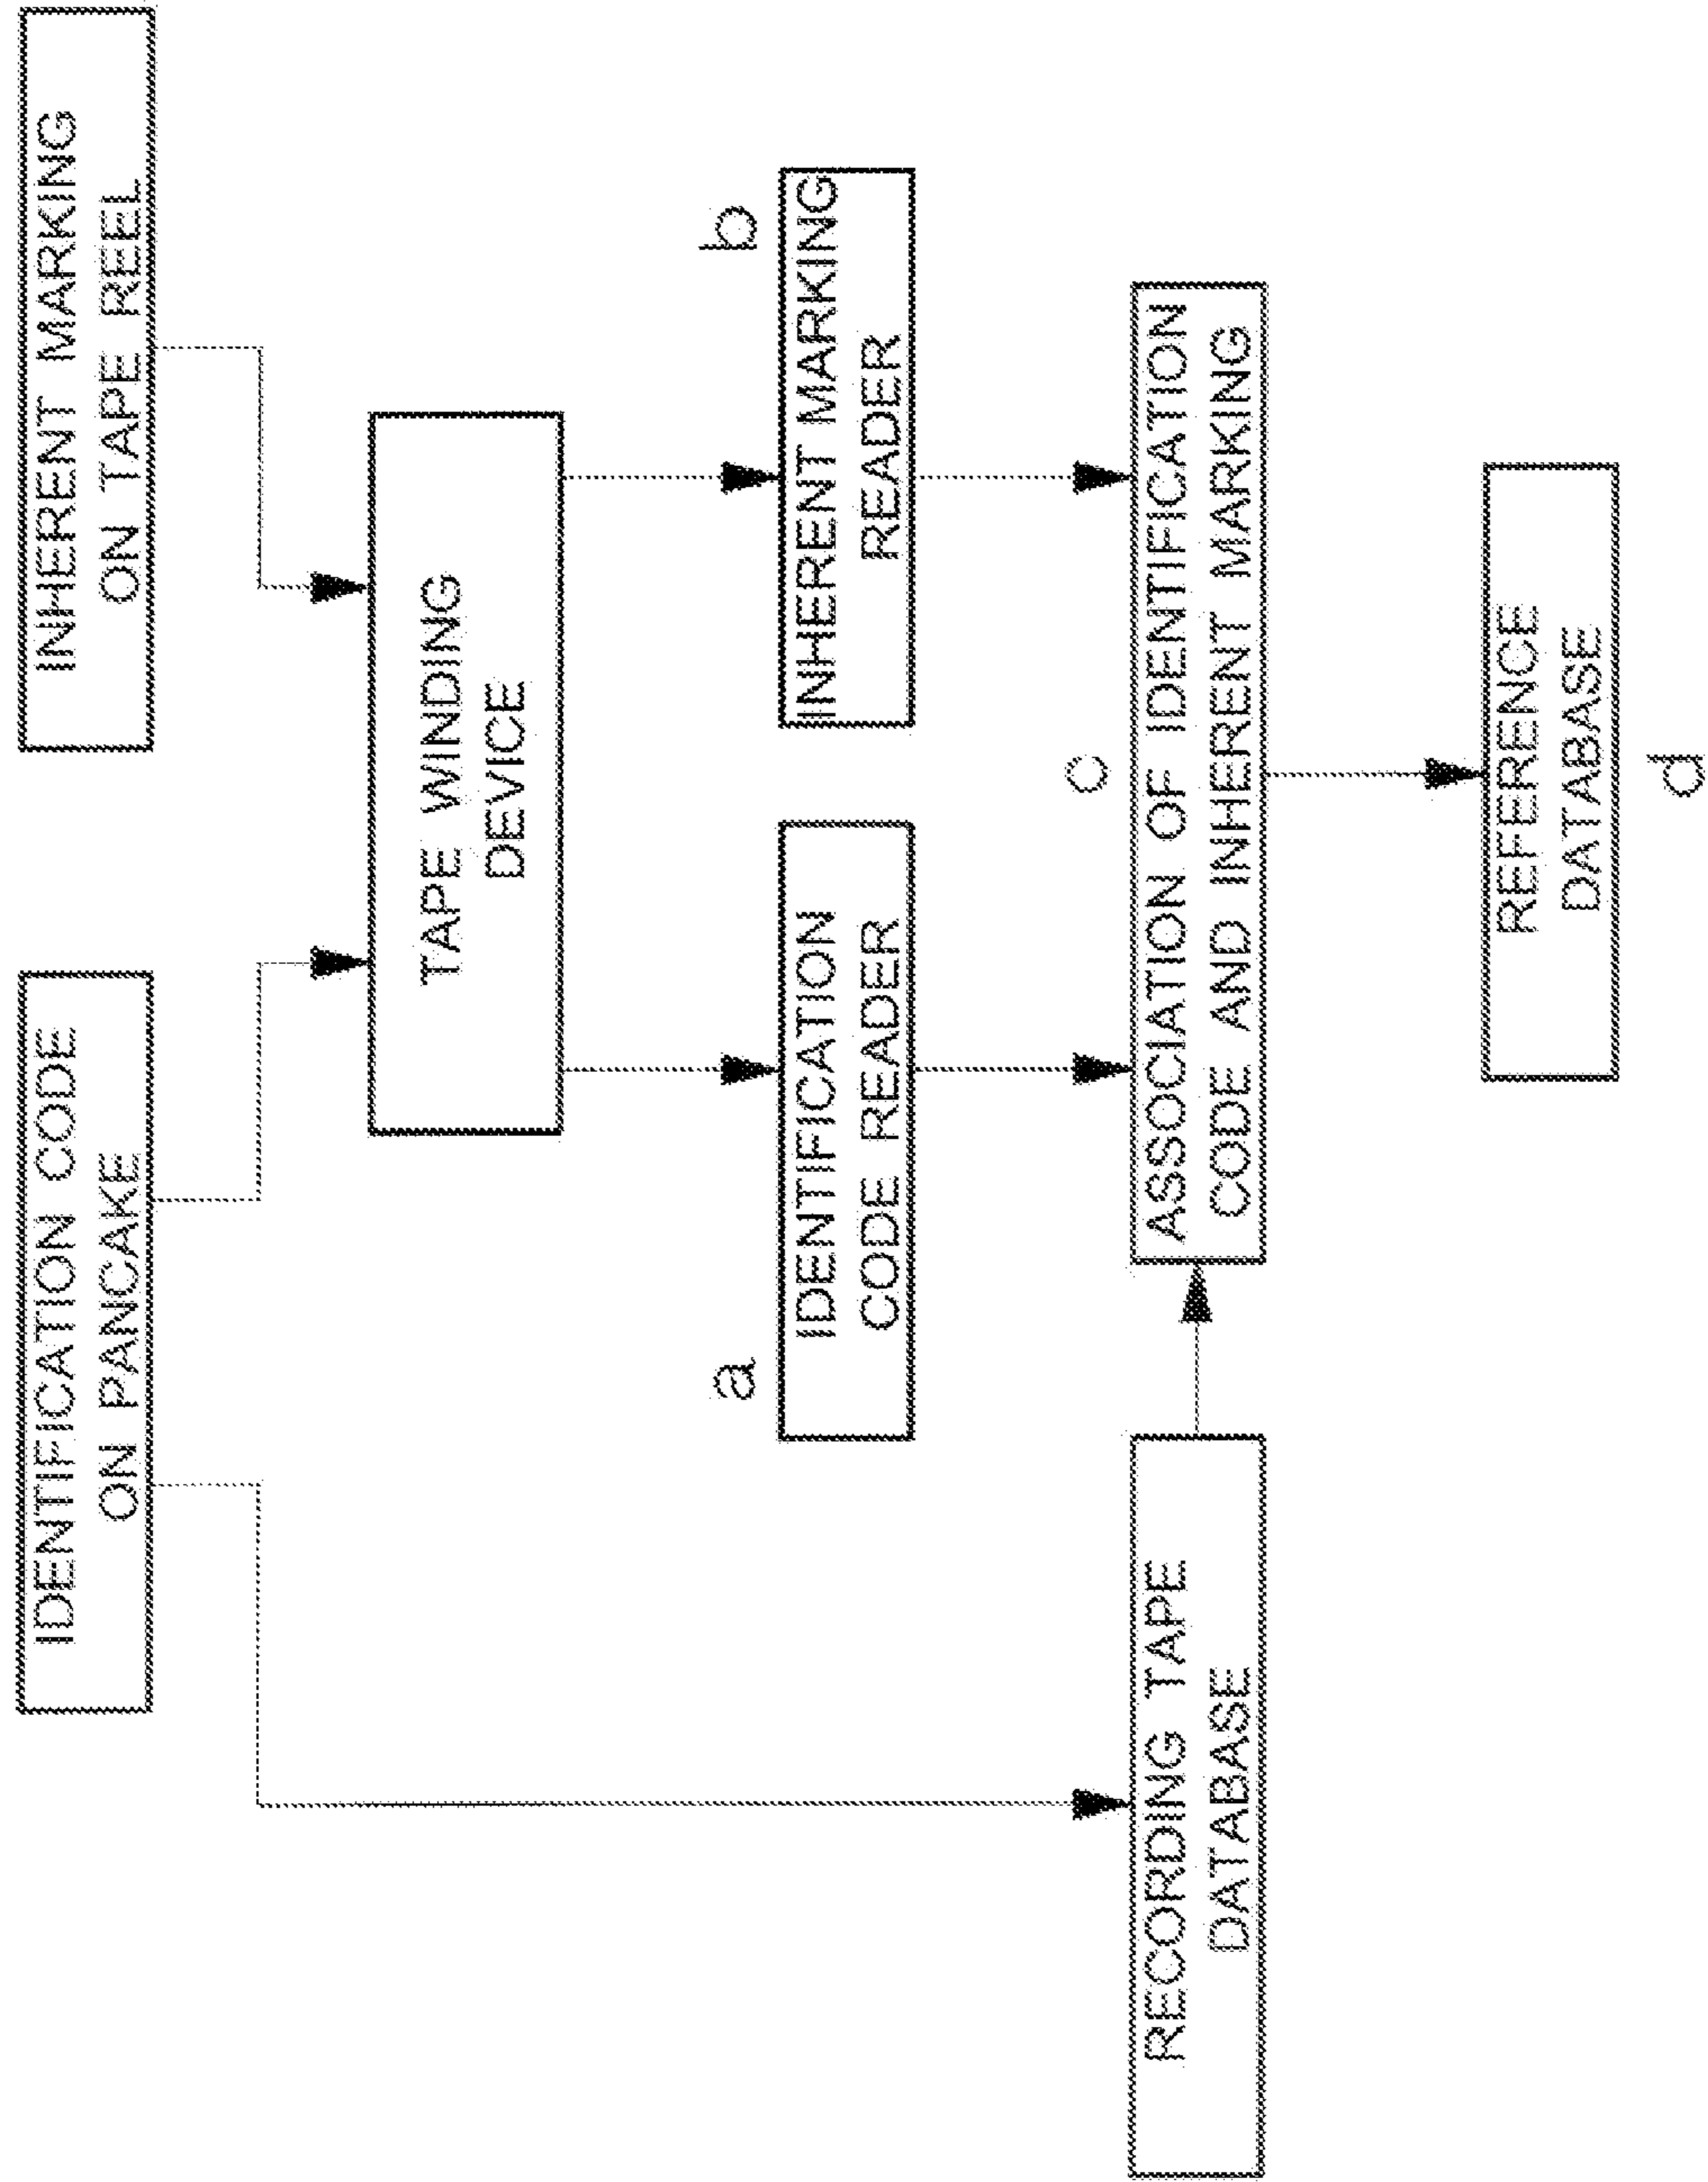 IDENTIFICATION CODE
ON PANCAKE
INHERENT MARKING
ON TAPE REEL
TAPE WINDING
DEVICE
a
IDENTIFICATION
CODE READER
b
INHERENT MARKING
READER
RECORDING TAPE
DATABASE
c
ASSOCIATION OF IDENTIFICATION
CODE AND INHERENT MARKING
REFERENCE
DATABASE
d